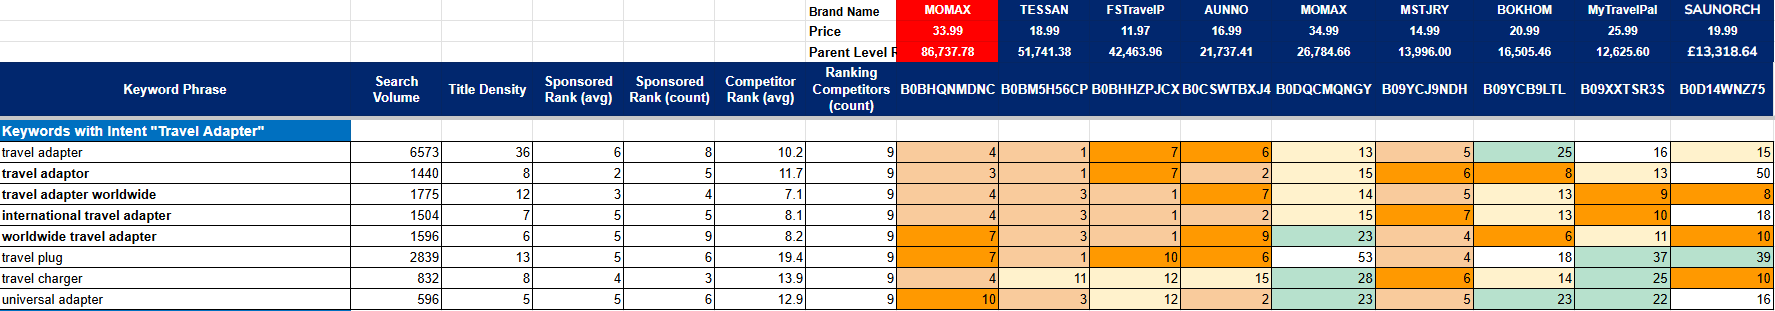 Brand Name MOMAX TESSAN FSTravelP AUNNO MOMAX MSTJRY BOKHOM MyTravelPal SAUNORCH
Price 33.99 18.99 11.97 16.99 34.99 14.99 20.99 25.99 19.99
Parent Level R 86,737.78 51,741.38 42,463.96 21,737.41 26,784.66 13,996.00 16,505.46 12,625.60 £13,318.64
Keyword Phrase Search Volume Title Density Sponsored Rank (avg) Sponsored Rank (count) Competitor Rank (avg) Ranking Competitors (count) B0BHQNMDNC B0BM5H56CP B0BHHZPJCX B0CSWTBXJ4 B0DQCMQNGY B09YCJ9NDH B09YCB9LTL B09XXTSR3S B0D14WNZ75
Keywords with Intent "Travel Adapter"
travel adapter 6573 36 6 8 10.2 9 4 1 7 6 13 5 25 16 15
travel adaptor 1440 8 2 5 11.7 9 3 1 7 2 15 6 8 13 50
travel adapter worldwide 1775 12 3 4 7.1 9 4 3 1 7 14 5 13 9 8
international travel adapter 1504 7 5 5 8.1 9 4 3 1 2 15 7 13 10 18
worldwide travel adapter 1596 6 5 9 8.2 9 7 3 1 9 23 4 6 11 10
travel plug 2839 13 5 6 19.4 9 7 1 10 6 53 4 18 37 39
travel charger 832 8 4 3 13.9 9 4 11 12 15 28 6 14 25 10
universal adapter 596 5 5 6 12.9 9 10 3 12 2 23 5 23 22 16